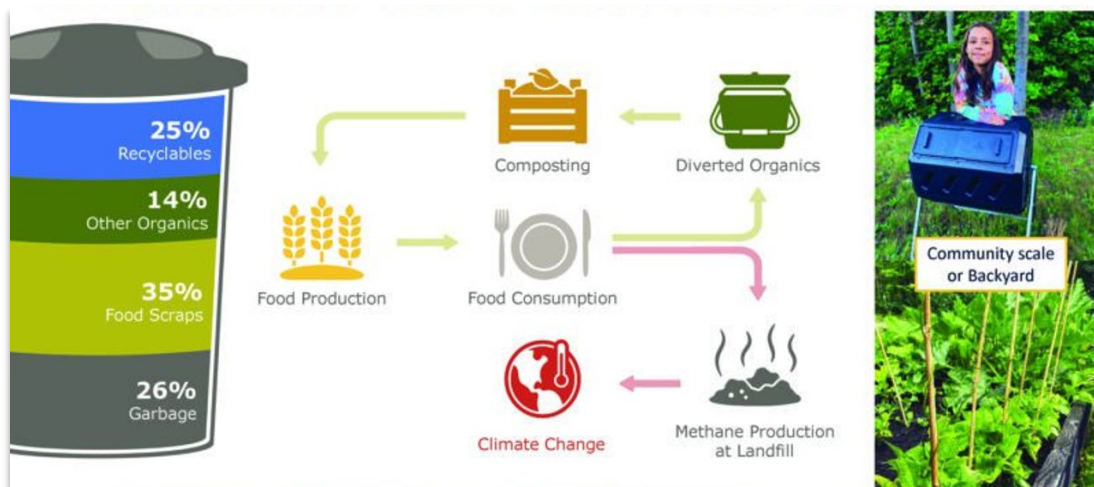 25%
Recyclables
14%
Other Organics
35%
Food Scraps
26%
Garbage
Composting
Diverted Organics
Food Production
Food Consumption
Climate Change
Methane Production
at Landfill
Community scale
or Backyard